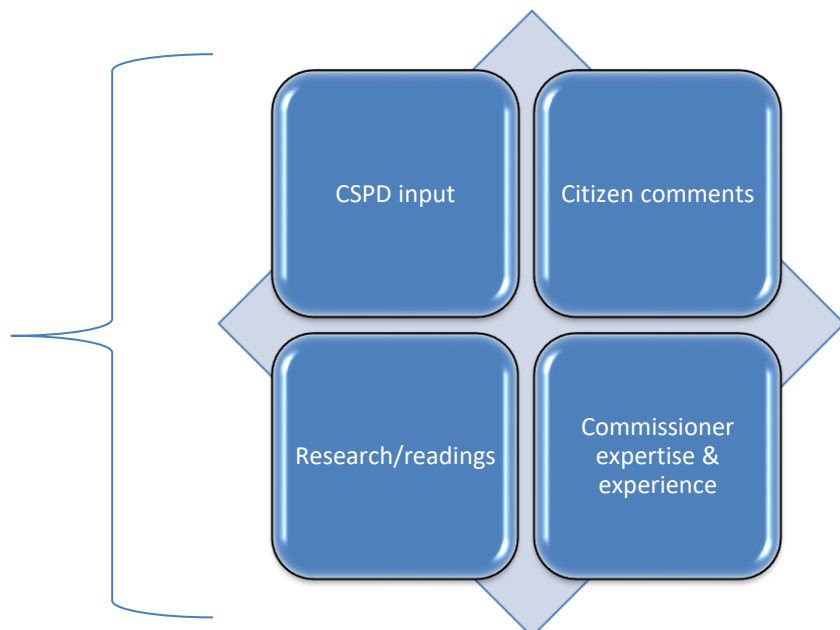 CSPD input
Citizen comments
Research/readings
Commissioner
expertise &
experience